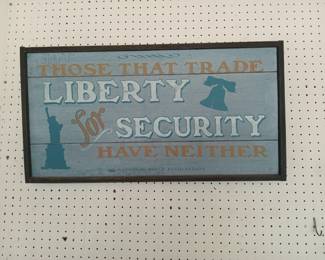 THOSE THAT TRADE
LIBERTY
for
SECURITY
HAVE NEITHER